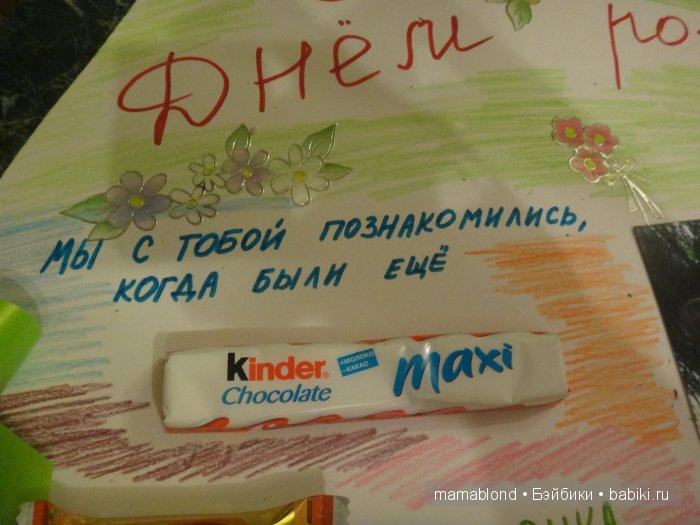 Днём ро
МЫ С ТОБОЙ ПОЗНАКОМИЛИСЬ,
КОГДА БЫЛИ ЕЩЁ
Kinder
Chocolate
+МОЛОКО
-КАКАО
maxi
mamablond • Бэйбики • babiki.ru